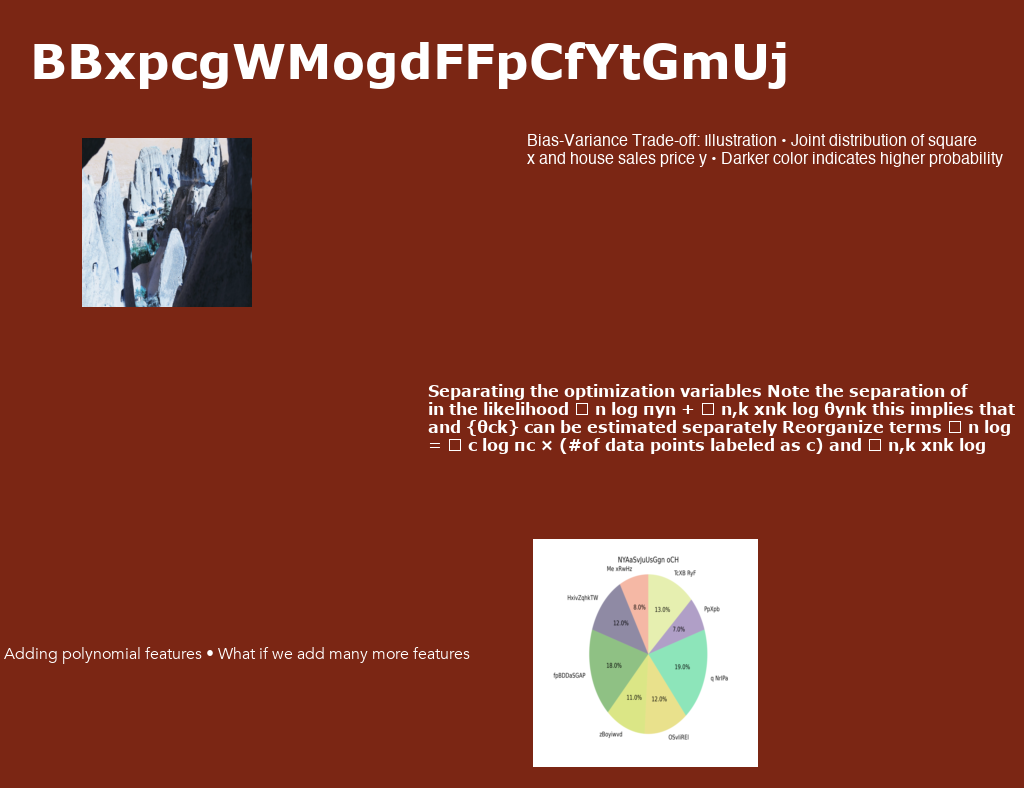 BBxpcgWMogdFFpCfYtGmUj
Bias-Variance Trade-off: Illustration • Joint distribution of square
x and house sales price y • Darker color indicates higher probability
Separating the optimization variables Note the separation of
in the likelihood □ n log πyn + □ n,k xnk log θynk this implies that
and {θck} can be estimated separately Reorganize terms □ n log
= □ c log πc × (#of data points labeled as c) and □ n,k xnk log
Adding polynomial features • What if we add many more features
NYAaSvJuUsGgn oCH
Me xRwHz
TcXB RyF
HxivZqhkTW
PpXpb
8.0%
13.0%
12.0%
7.0%
18.0%
19.0%
fpBDDaSGAP
q NrIPa
11.0%
12.0%
zBoyiwvd
OSvIiREl